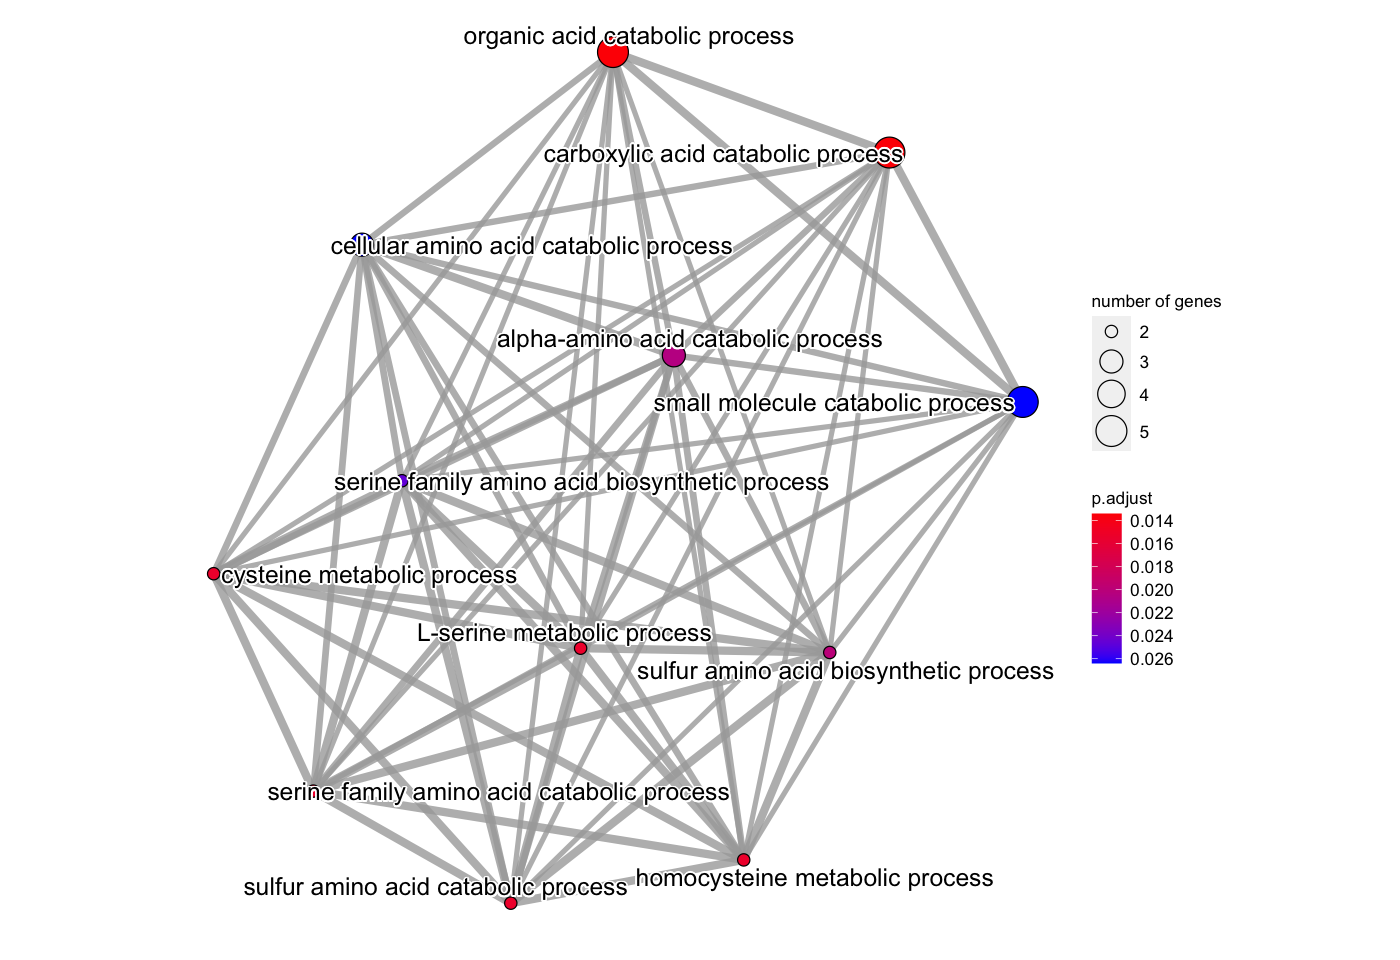 organic acid catabolic process
carboxylic acid catabolic process
cellular amino acid catabolic process
alpha-amino acid catabolic process
small molecule catabolic process
serine family amino acid biosynthetic process
cysteine metabolic process
L-serine metabolic process
sulfur amino acid biosynthetic process
serine family amino acid catabolic process
sulfur amino acid catabolic process
homocysteine metabolic process
number of genes
2
3
4
5
p.adjust
0.014
0.016
0.018
0.020
0.022
0.024
0.026